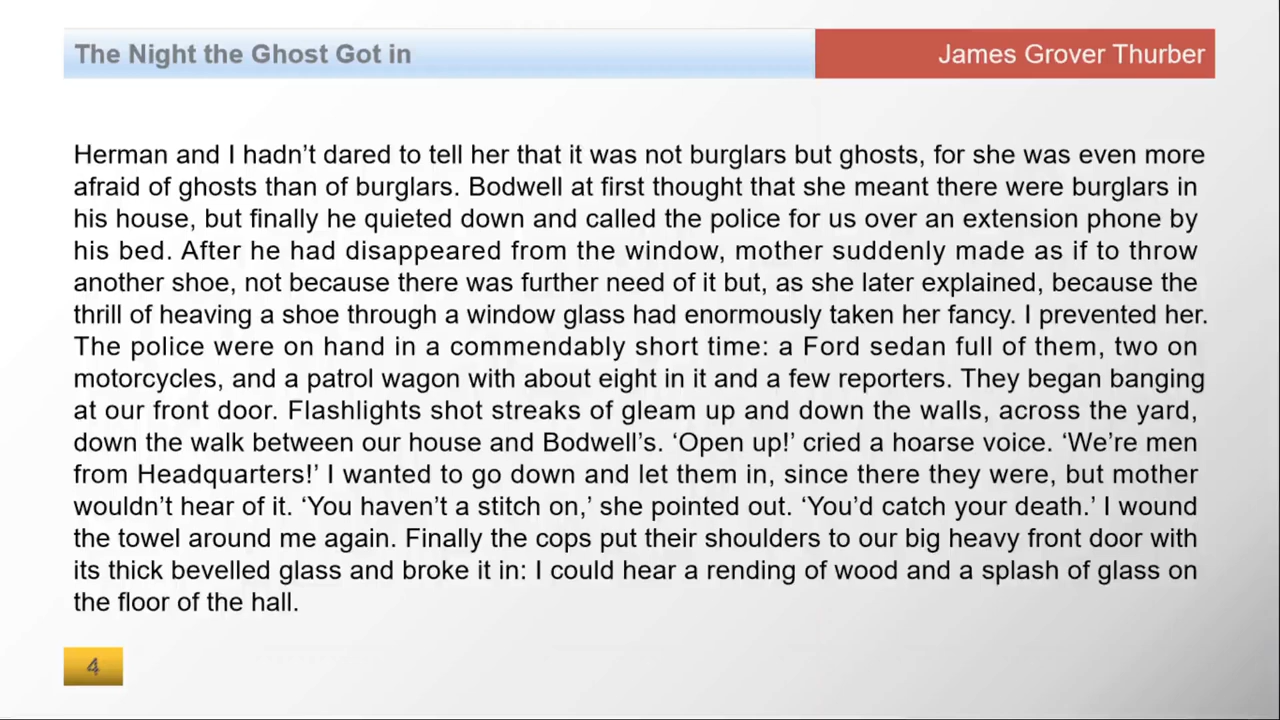 The Night the Ghost Got in
James Grover Thurber
Herman and I hadn’t dared to tell her that it was not burglars but ghosts, for she was even more
afraid of ghosts than of burglars. Bodwell at first thought that she meant there were burglars in
his house, but finally he quieted down and called the police for us over an extension phone by
his bed. After he had disappeared from the window, mother suddenly made as if to throw
another shoe, not because there was further need of it but, as she later explained, because the
thrill of heaving a shoe through a window glass had enormously taken her fancy. I prevented her.
The police were on hand in a commendably short time: a Ford sedan full of them, two on
motorcycles, and a patrol wagon with about eight in it and a few reporters. They began banging
at our front door. Flashlights shot streaks of gleam up and down the walls, across the yard,
down the walk between our house and Bodwell’s. ‘Open up!’ cried a hoarse voice. ‘We’re men
from Headquarters!’ I wanted to go down and let them in, since there they were, but mother
wouldn’t hear of it. ‘You haven’t a stitch on,’ she pointed out. ‘You’d catch your death.’ I wound
the towel around me again. Finally the cops put their shoulders to our big heavy front door with
its thick bevelled glass and broke it in: I could hear a rending of wood and a splash of glass on
the floor of the hall.
4